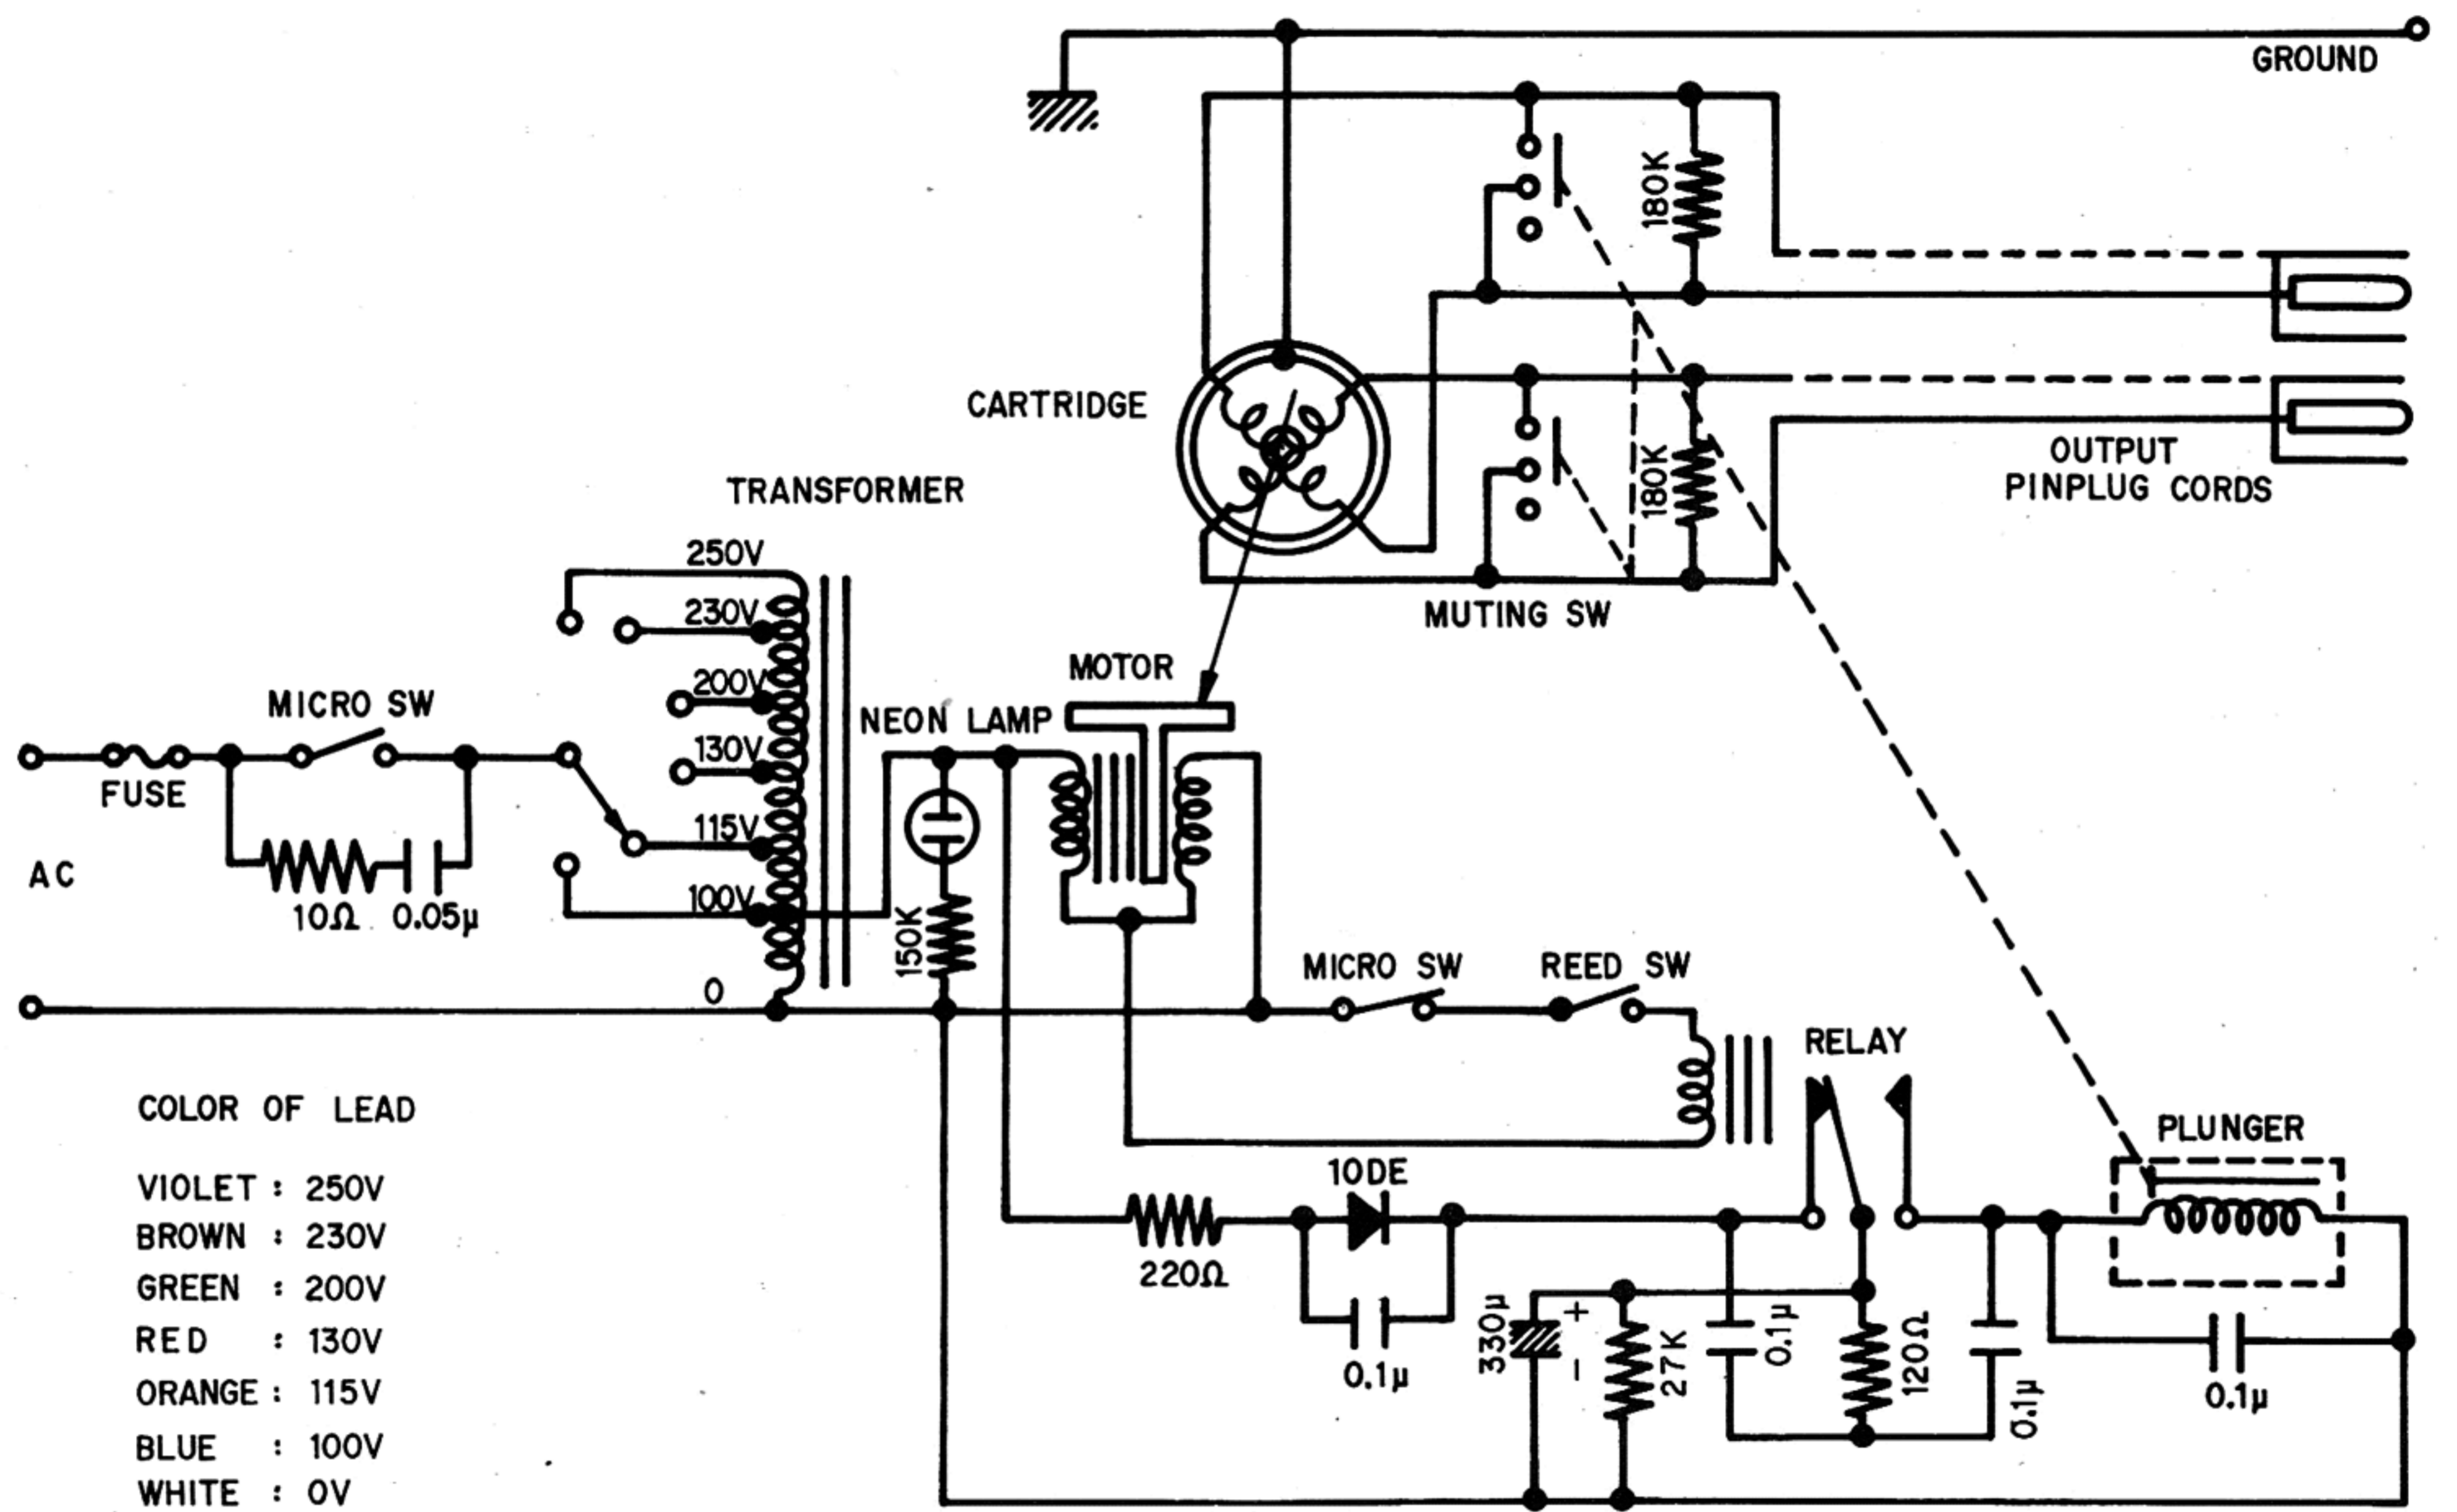 GROUND
180K
CARTRIDGE
180K
OUTPUT
PINPLUG CORDS
TRANSFORMER
250V
230V
MUTING SW
MOTOR
200V
MICRO SW
NEON LAMP
130V
FUSE
115V
AC
100V
10Ω 0.05μ
150K
MICRO SW
REED SW
0
RELAY
COLOR OF LEAD
PLUNGER
10DE
VIOLET : 250V
BROWN : 230V
220Ω
GREEN : 200V
330μ
+
-
27K
0.1μ
120Ω
0.1μ
0.1μ
0.1μ
RED : 130V
ORANGE : 115V
BLUE : 100V
WHITE : 0V